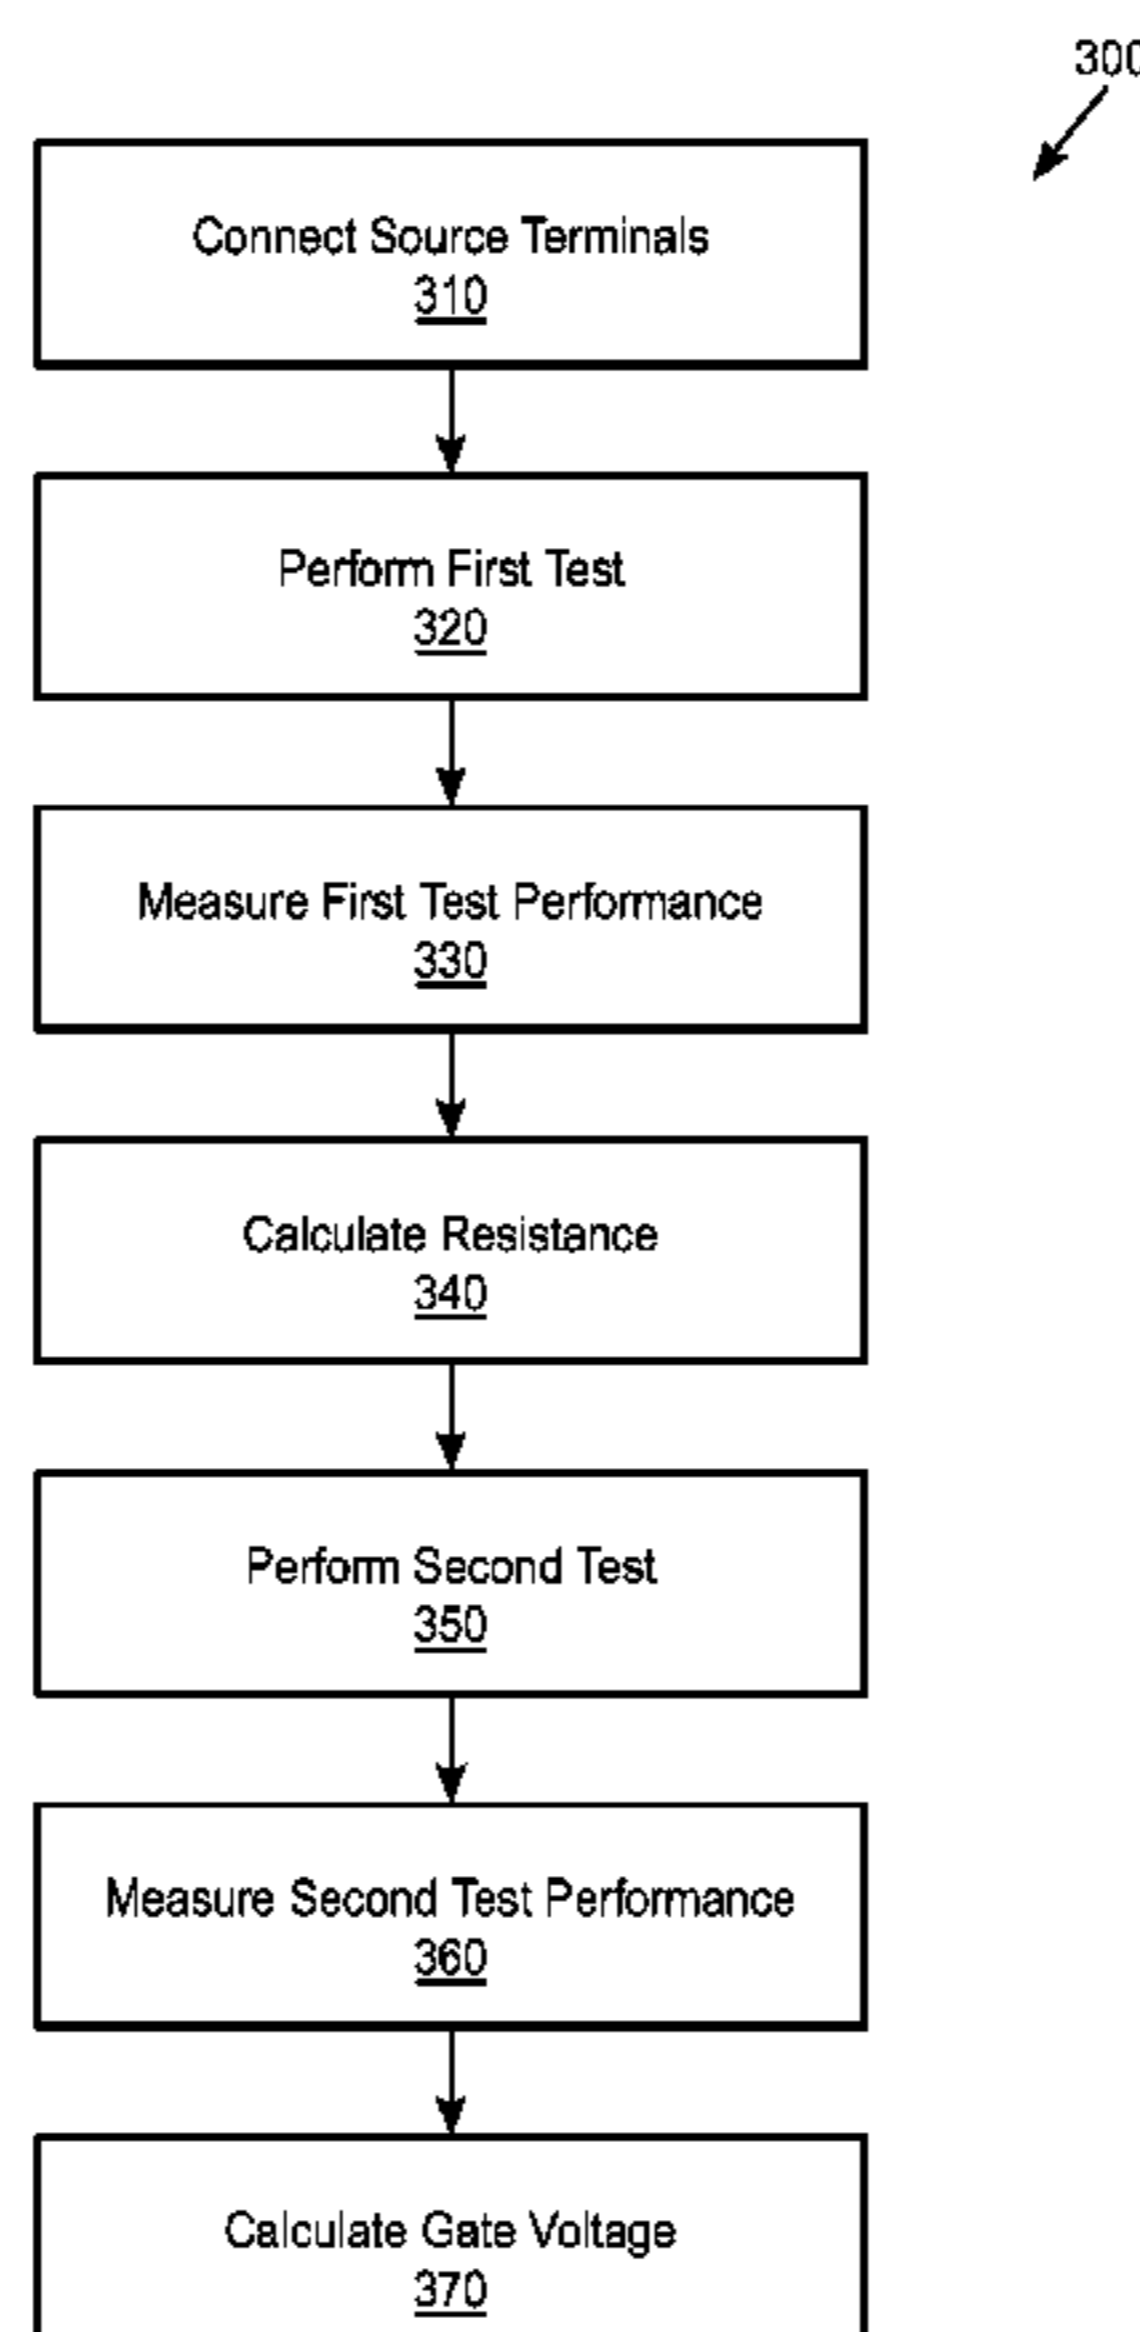 300
Connect Source Terminals
310
Perform First Test
320
Measure First Test Performance
330
Calculate Resistance
340
Perform Second Test
350
Measure Second Test Performance
360
Calculate Gate Voltage
370